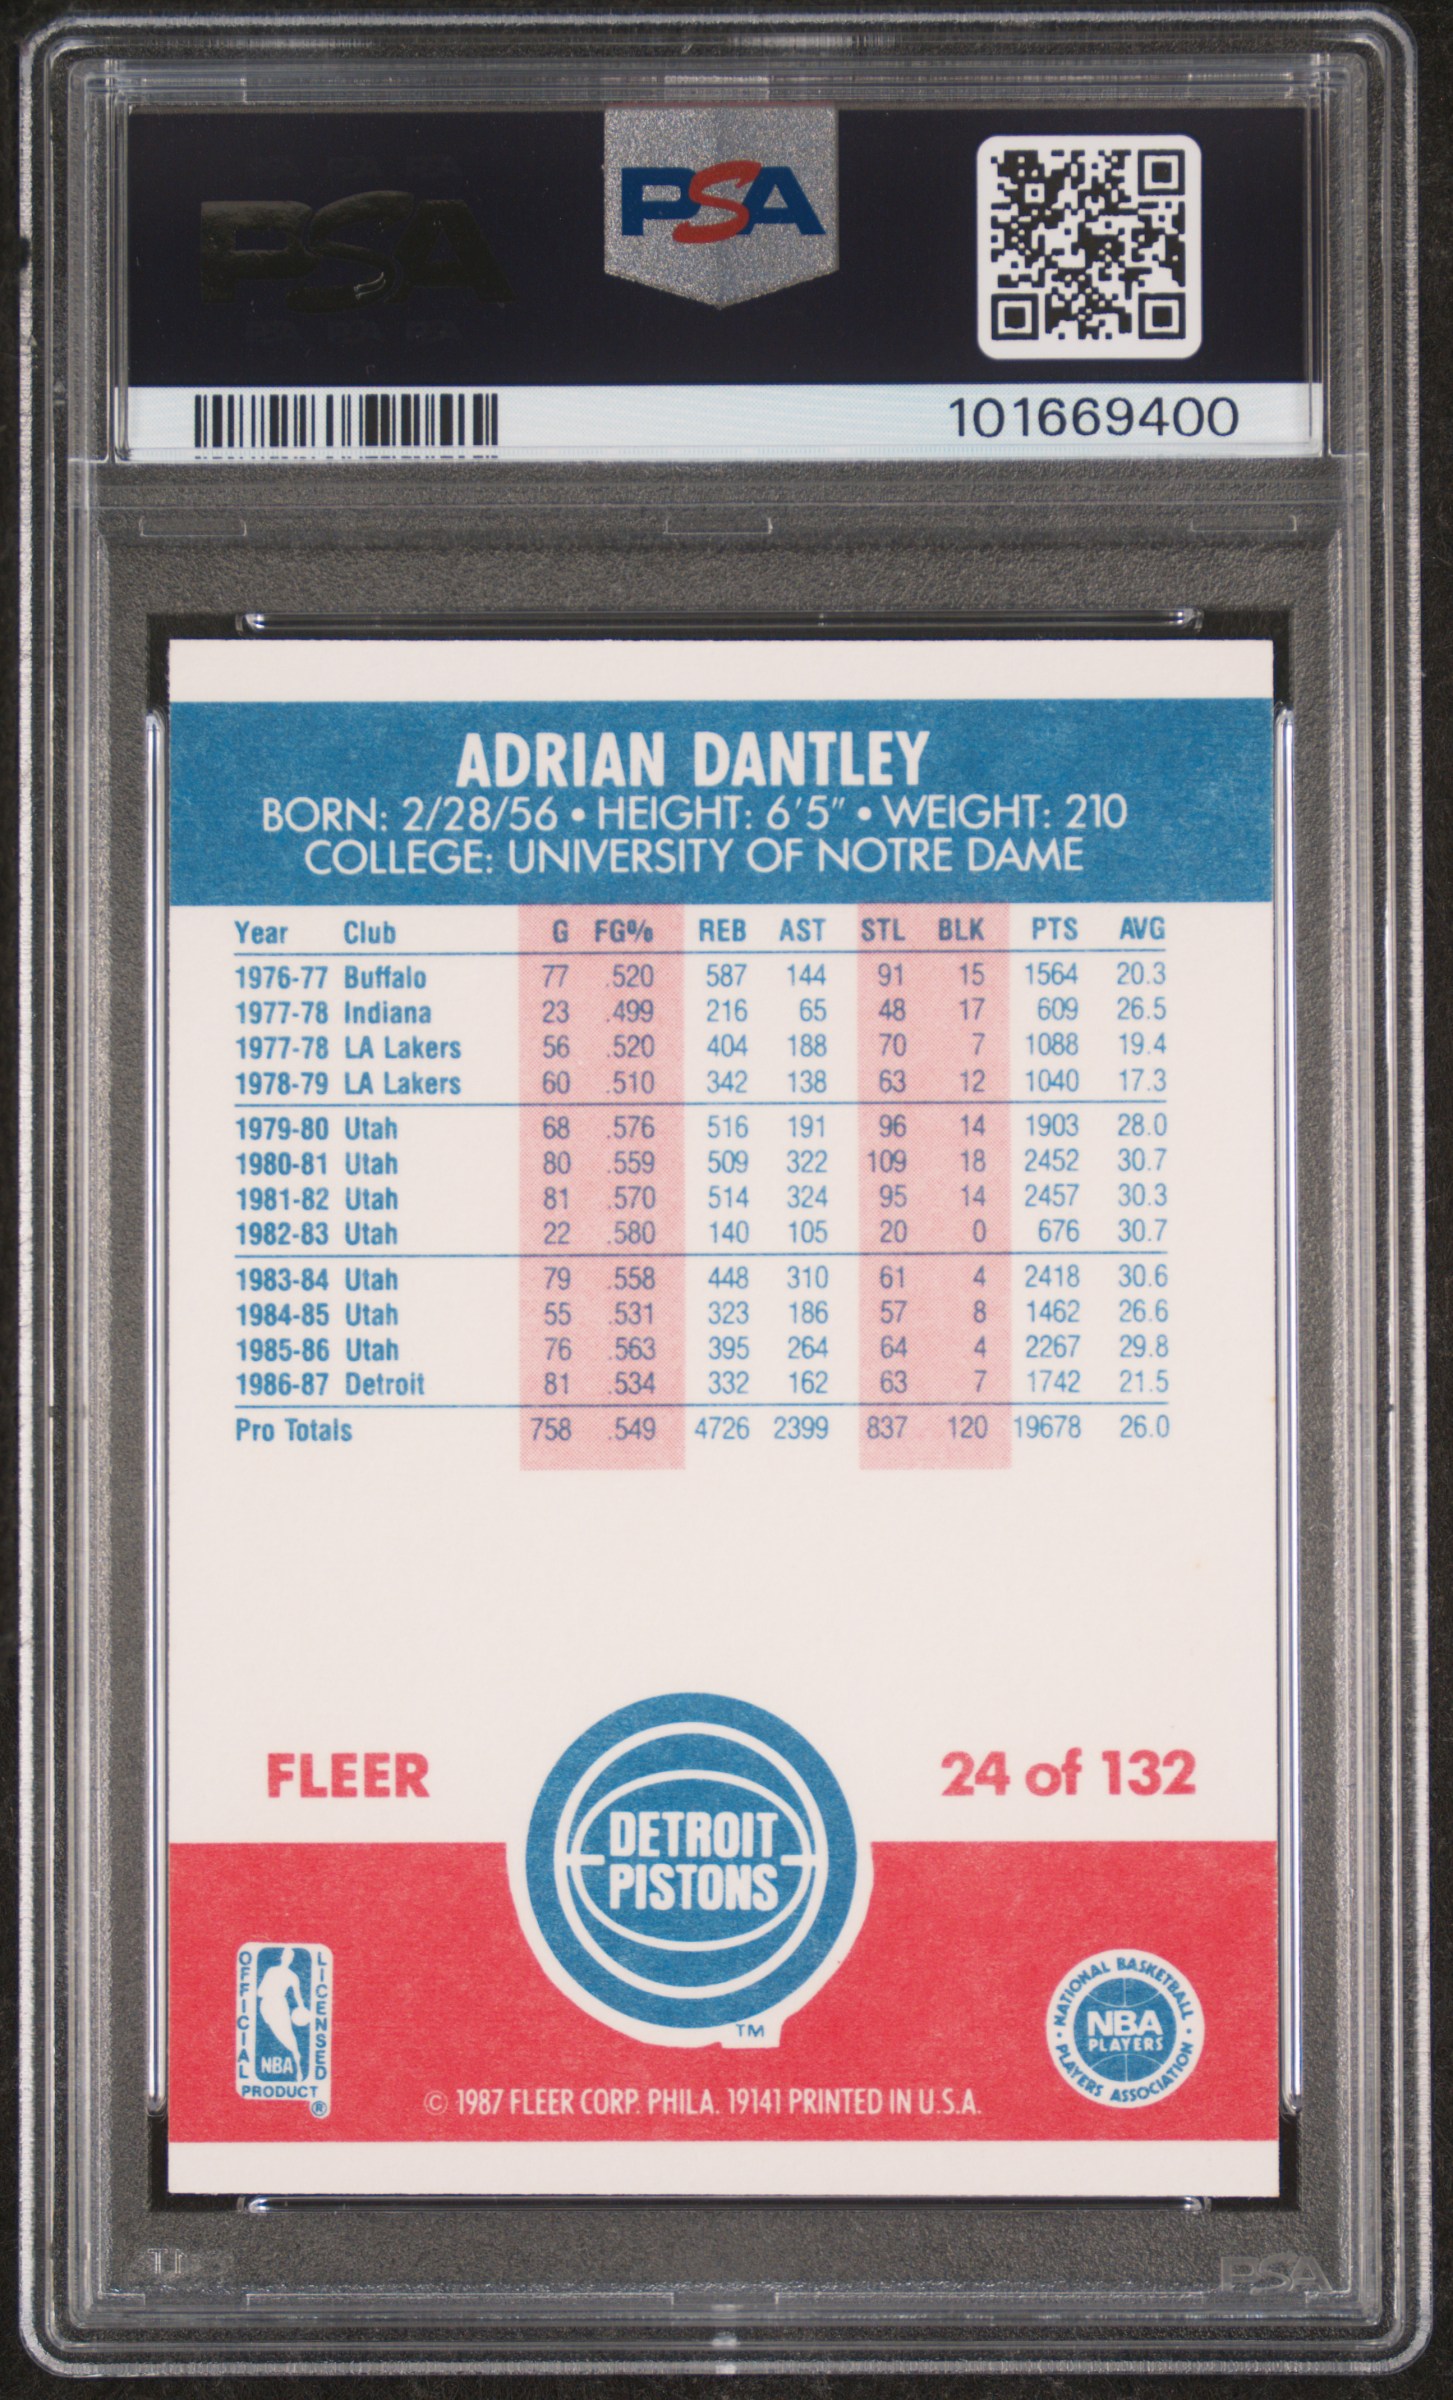 PSA
PSA
101669400
ADRIAN DANTLEY
BORN: 2/28/56 • HEIGHT: 6'5" • WEIGHT: 210
COLLEGE: UNIVERSITY OF NOTRE DAME
Year Club G FG% REB AST STL BLK PTS AVG
1976-77 Buffalo 77 .520 587 144 91 15 1564 20.3
1977-78 Indiana 23 .499 216 65 48 17 609 26.5
1977-78 LA Lakers 56 .520 404 188 70 7 1088 19.4
1978-79 LA Lakers 60 .510 342 138 63 12 1040 17.3
1979-80 Utah 68 .576 516 191 96 14 1903 28.0
1980-81 Utah 80 .559 509 322 109 18 2452 30.7
1981-82 Utah 81 .570 514 324 95 14 2457 30.3
1982-83 Utah 22 .580 140 105 20 0 676 30.7
1983-84 Utah 79 .558 448 310 61 4 2418 30.6
1984-85 Utah 55 .531 323 186 57 8 1462 26.6
1985-86 Utah 76 .563 395 264 64 4 2267 29.8
1986-87 Detroit 81 .534 332 162 63 7 1742 21.5
Pro Totals 758 .549 4726 2399 837 120 19678 26.0
FLEER
24 of 132
DETROIT
PISTONS
TM
OFFICIAL LICENSED
NBA
PRODUCT
®
NATIONAL BASKETBALL
NBA
PLAYERS
PLAYERS ASSOCIATION
© 1987 FLEER CORP. PHILA. 19141 PRINTED IN U.S.A.
PSA